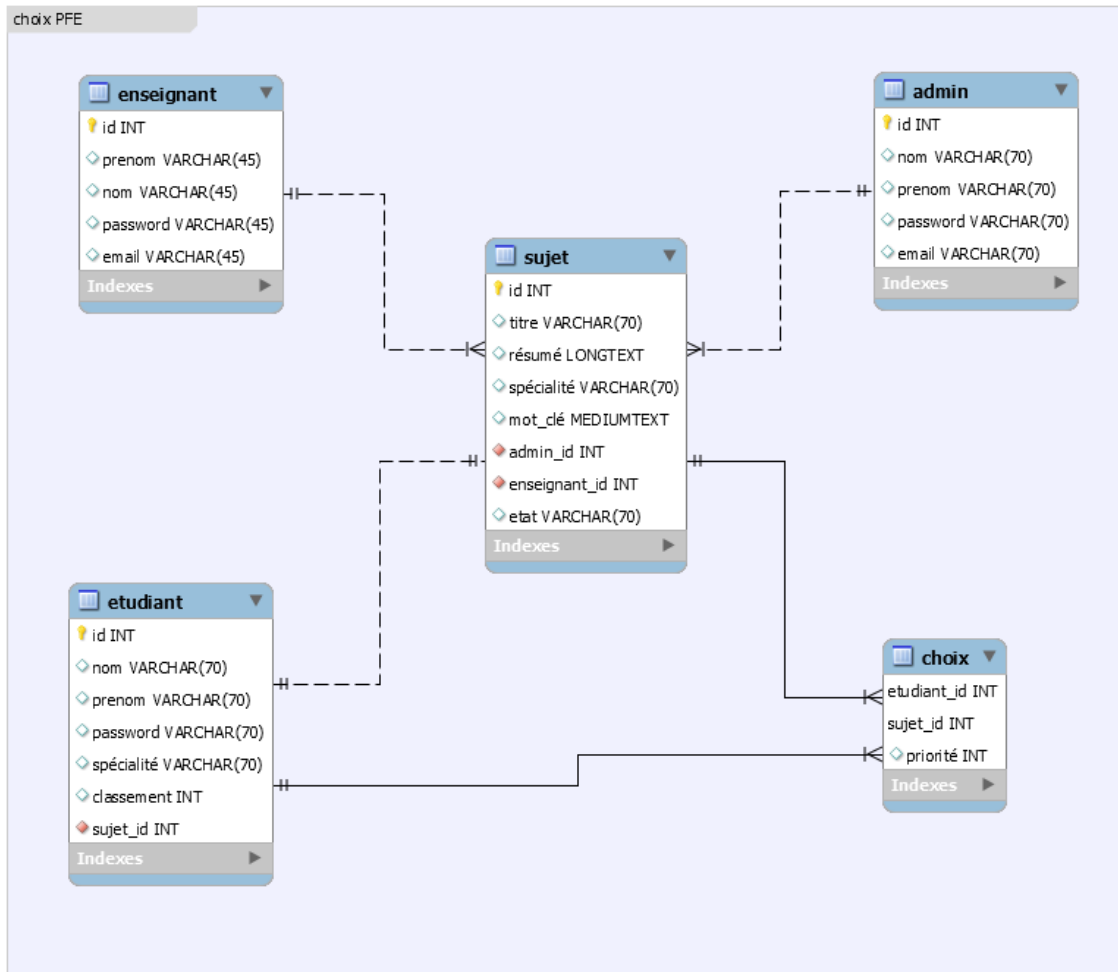 choix PFE
enseignant
id INT
prenom VARCHAR(45)
nom VARCHAR(45)
password VARCHAR(45)
email VARCHAR(45)
Indexes
admin
id INT
nom VARCHAR(70)
prenom VARCHAR(70)
password VARCHAR(70)
email VARCHAR(70)
Indexes
sujet
id INT
titre VARCHAR(70)
résumé LONGTEXT
spécialité VARCHAR(70)
mot_clé MEDIUMTEXT
admin_id INT
enseignant_id INT
etat VARCHAR(70)
Indexes
etudiant
id INT
nom VARCHAR(70)
prenom VARCHAR(70)
password VARCHAR(70)
spécialité VARCHAR(70)
classement INT
sujet_id INT
Indexes
choix
etudiant_id INT
sujet_id INT
priorité INT
Indexes